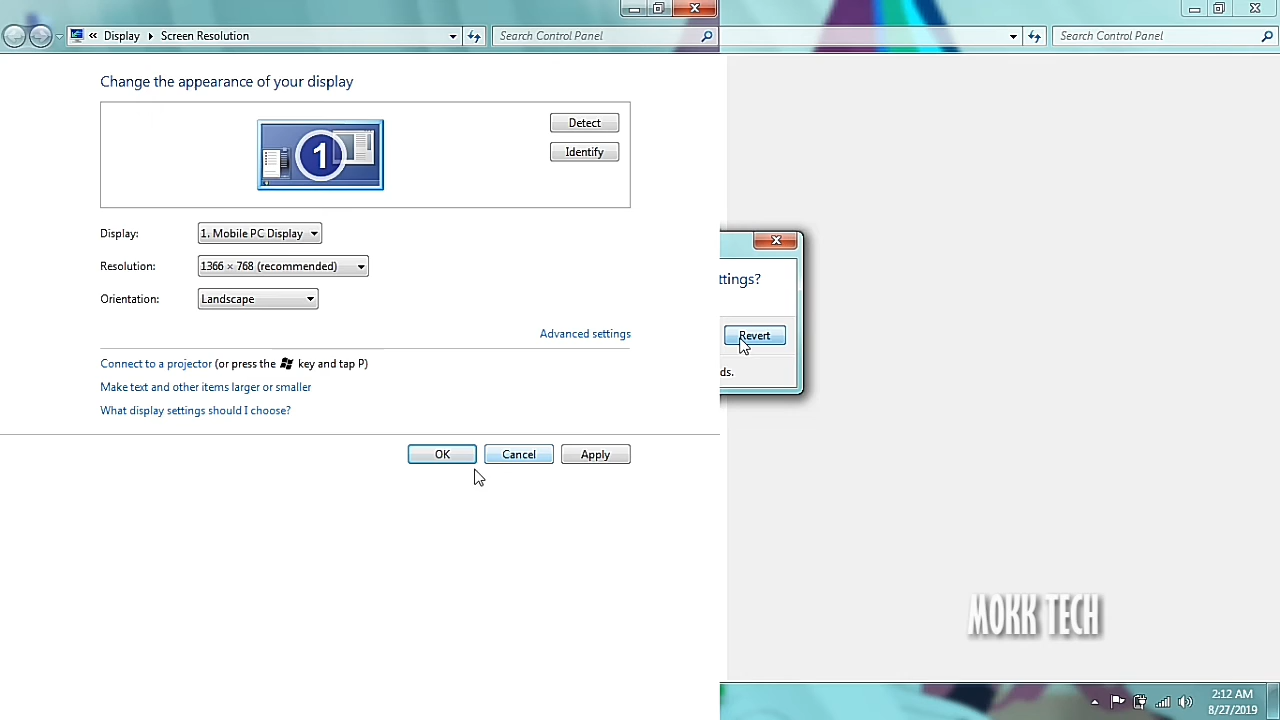 « Display ▸ Screen Resolution
Search Control Panel
Search Control Panel
Change the appearance of your display
1
Detect
Identify
Display: 1. Mobile PC Display
Resolution: 1366 × 768 (recommended)
Orientation: Landscape
Advanced settings
Connect to a projector (or press the key and tap P)
Make text and other items larger or smaller
What display settings should I choose?
OK Cancel Apply
ttings?
Revert
ds.
MOKK TECH
2:12 AM
8/27/2019